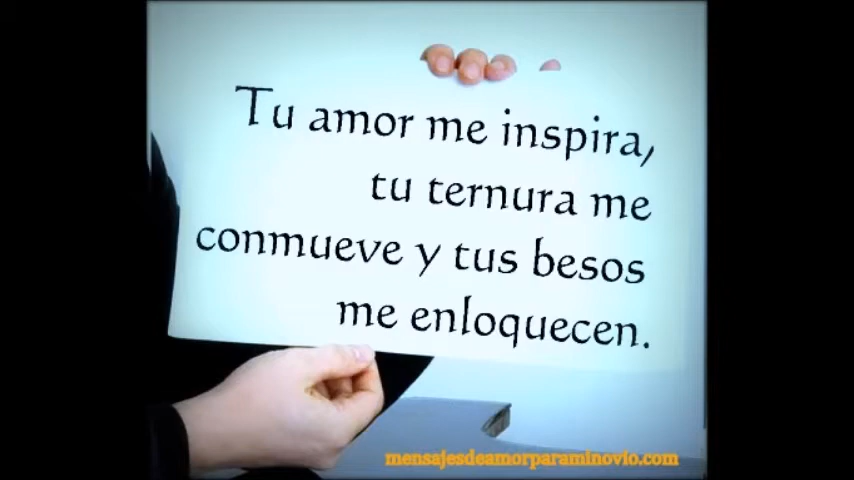 Tu amor me inspira,
tu ternura me
conmueve y tus besos
me enloquecen.
mensajesdeamorparaminovio.com